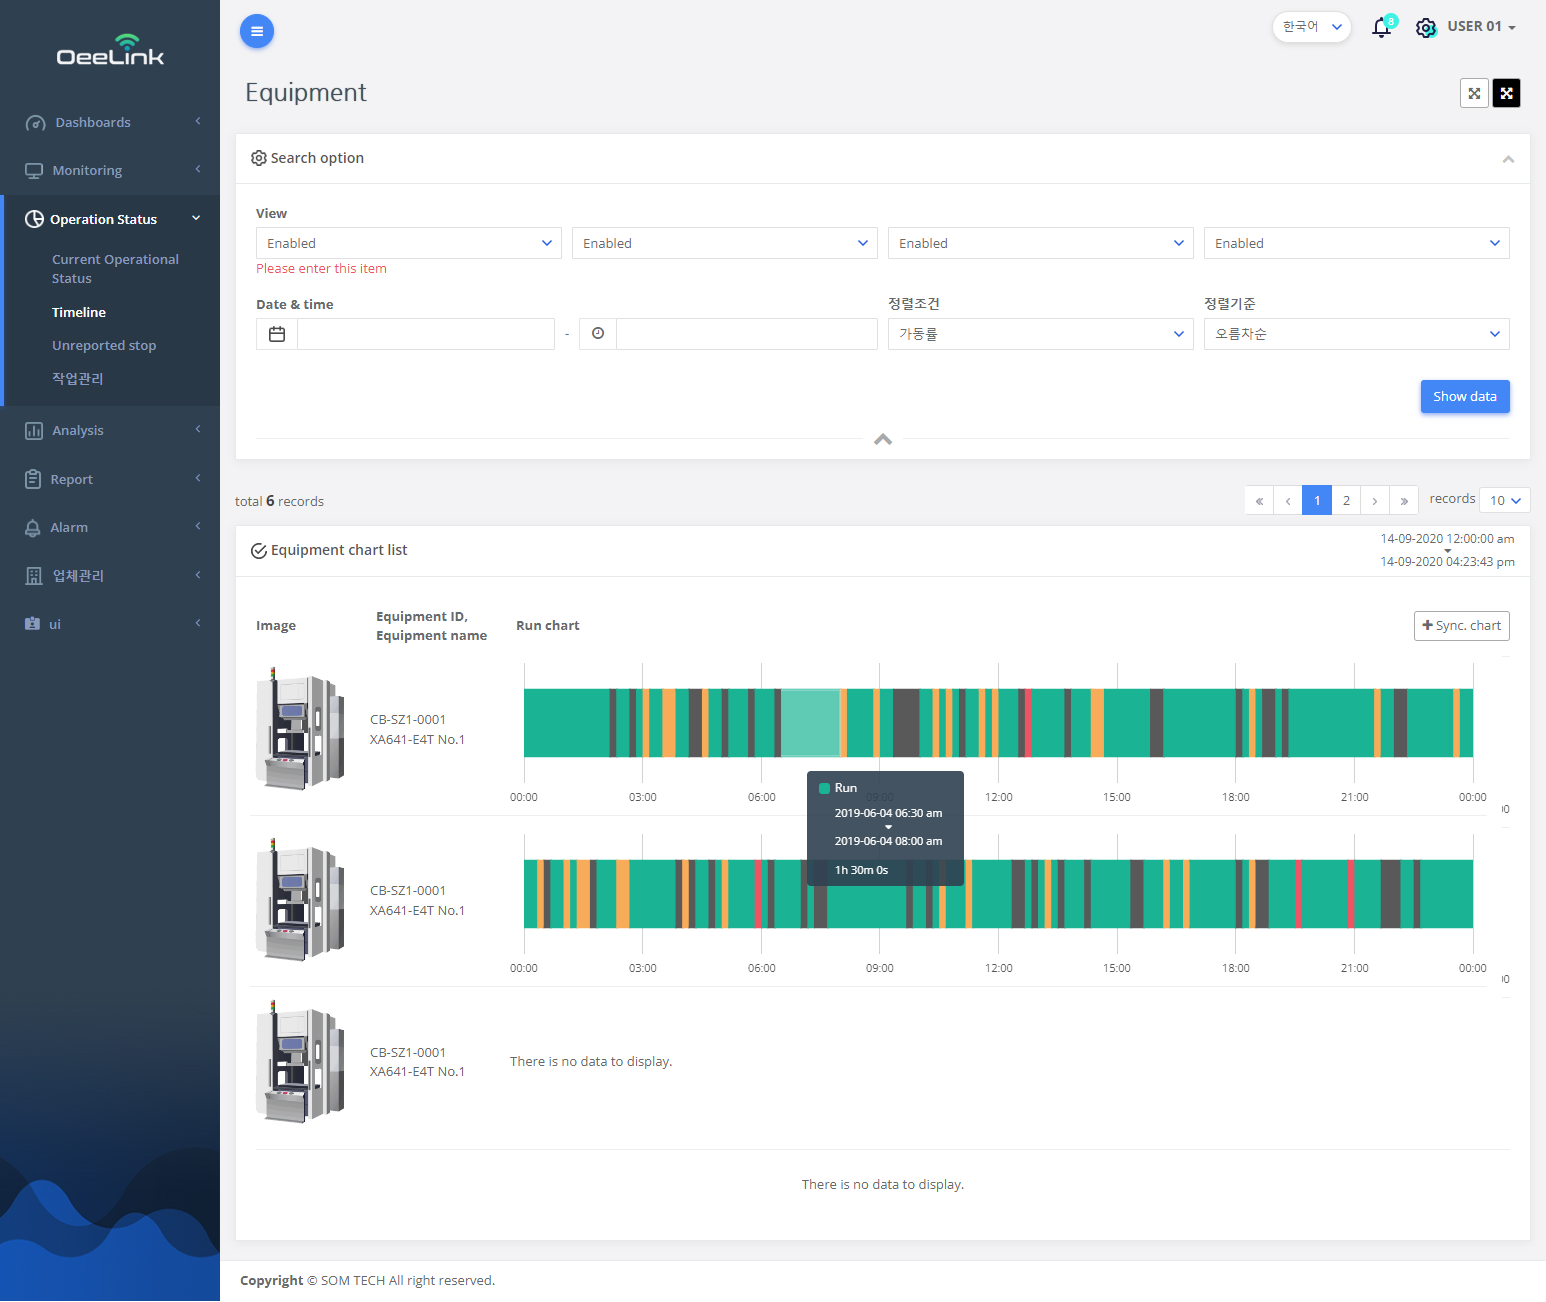 OeeLink
한국어
8
USER 01
Dashboards
Monitoring
Operation Status
Current Operational
Status
Timeline
Unreported stop
작업관리
Analysis
Report
Alarm
업체관리
ui
Equipment
Search option
View
Enabled
Enabled
Enabled
Enabled
Please enter this item
Date & time
정렬조건
정렬기준
-
가동률
오름차순
Show data
total 6 records
« ‹ 1 2 › »
records 10
Equipment chart list
14-09-2020 12:00:00 am
14-09-2020 04:23:43 pm
Image
Equipment ID,
Equipment name
Run chart
Sync. chart
CB-SZ1-0001
XA641-E4T No.1
00:00 03:00 06:00 09:00 12:00 15:00 18:00 21:00 00:00
Run
2019-06-04 06:30 am
2019-06-04 08:00 am
1h 30m 0s
CB-SZ1-0001
XA641-E4T No.1
00:00 03:00 06:00 09:00 12:00 15:00 18:00 21:00 00:00
CB-SZ1-0001
XA641-E4T No.1
There is no data to display.
There is no data to display.
Copyright © SOM TECH All right reserved.